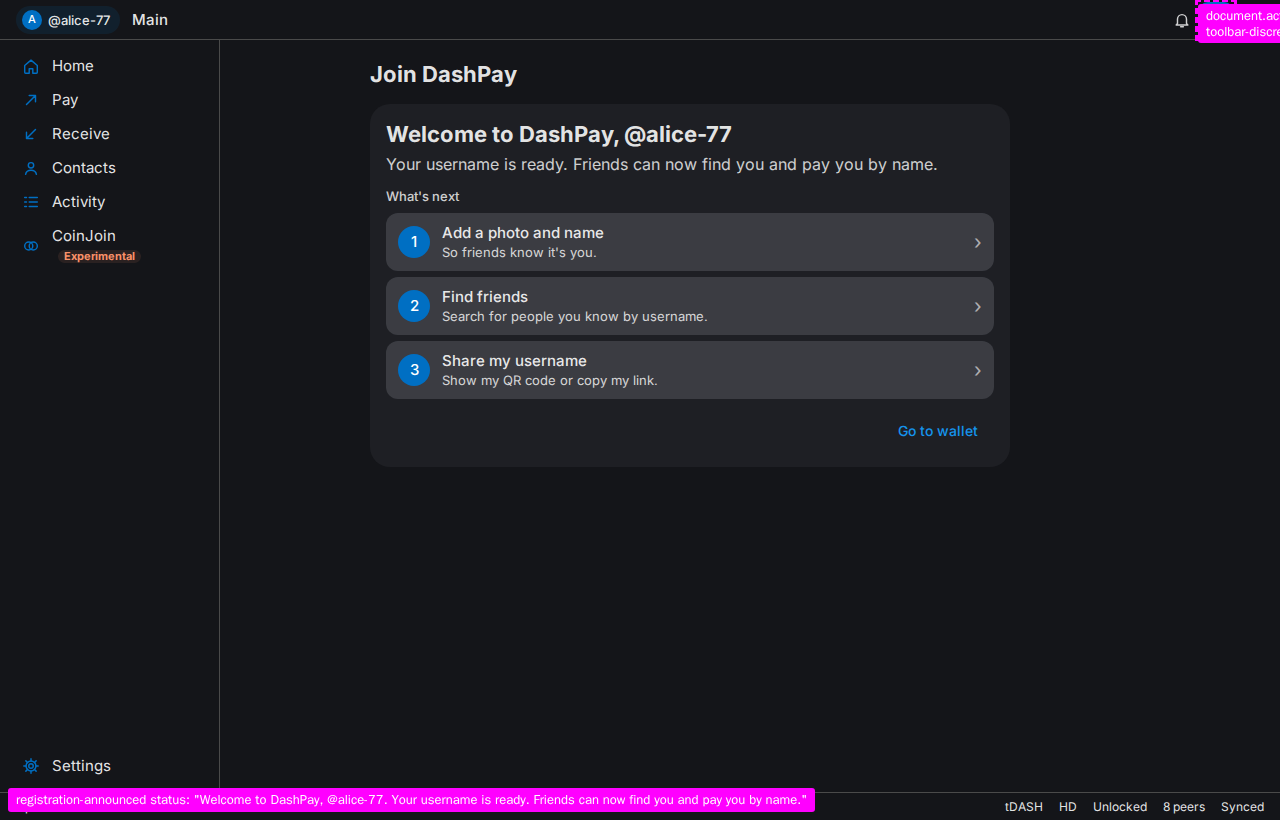 A @alice-77 Main
document.ac
toolbar-discre
Home
Pay
Receive
Contacts
Activity
CoinJoin
Experimental
Settings
Join DashPay
Welcome to DashPay, @alice-77
Your username is ready. Friends can now find you and pay you by name.
What's next
1
Add a photo and name
So friends know it's you.
2
Find friends
Search for people you know by username.
3
Share my username
Show my QR code or copy my link.
Go to wallet
registration-announced status: "Welcome to DashPay, @alice-77. Your username is ready. Friends can now find you and pay you by name."
tDASH HD Unlocked 8 peers Synced